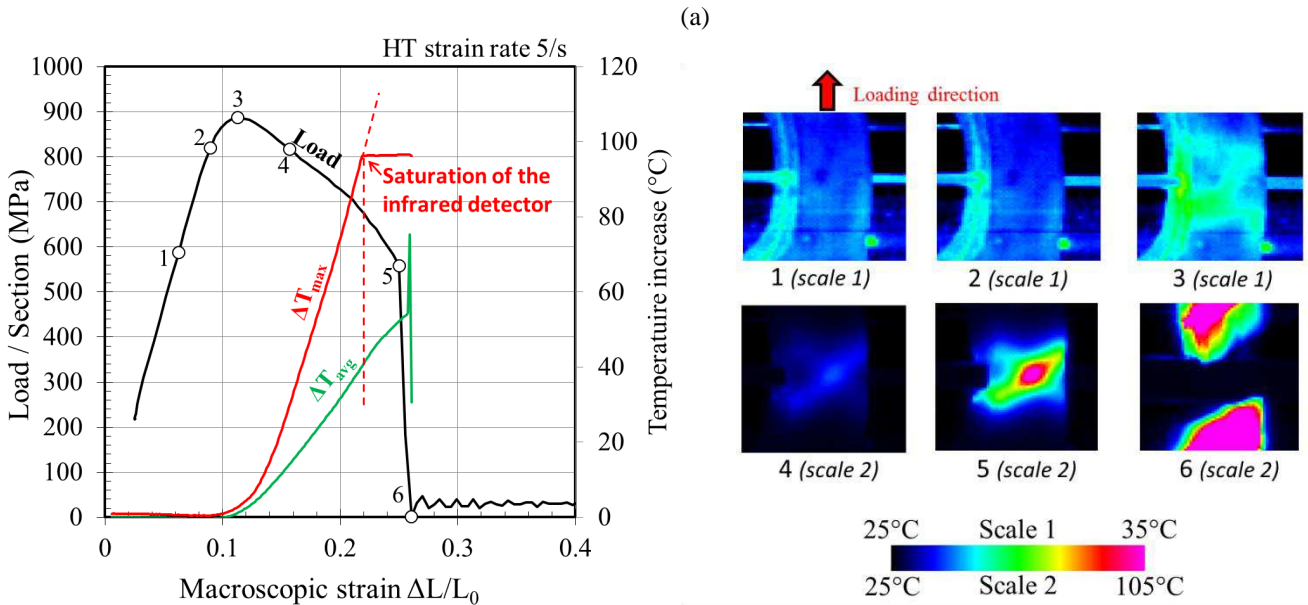 (a)
HT strain rate 5/s
1000
900
800
700
600
500
400
300
200
100
0
Load / Section (MPa)
120
100
80
60
40
20
0
Temperature increase (°C)
0
0.1
0.2
0.3
0.4
Macroscopic strain ΔL/L0
1
2
3
4
5
6
Load
Saturation of the
infrared detector
ΔTmax
ΔTavg
Loading direction
1 (scale 1)
2 (scale 1)
3 (scale 1)
4 (scale 2)
5 (scale 2)
6 (scale 2)
25°C Scale 1 35°C
25°C Scale 2 105°C